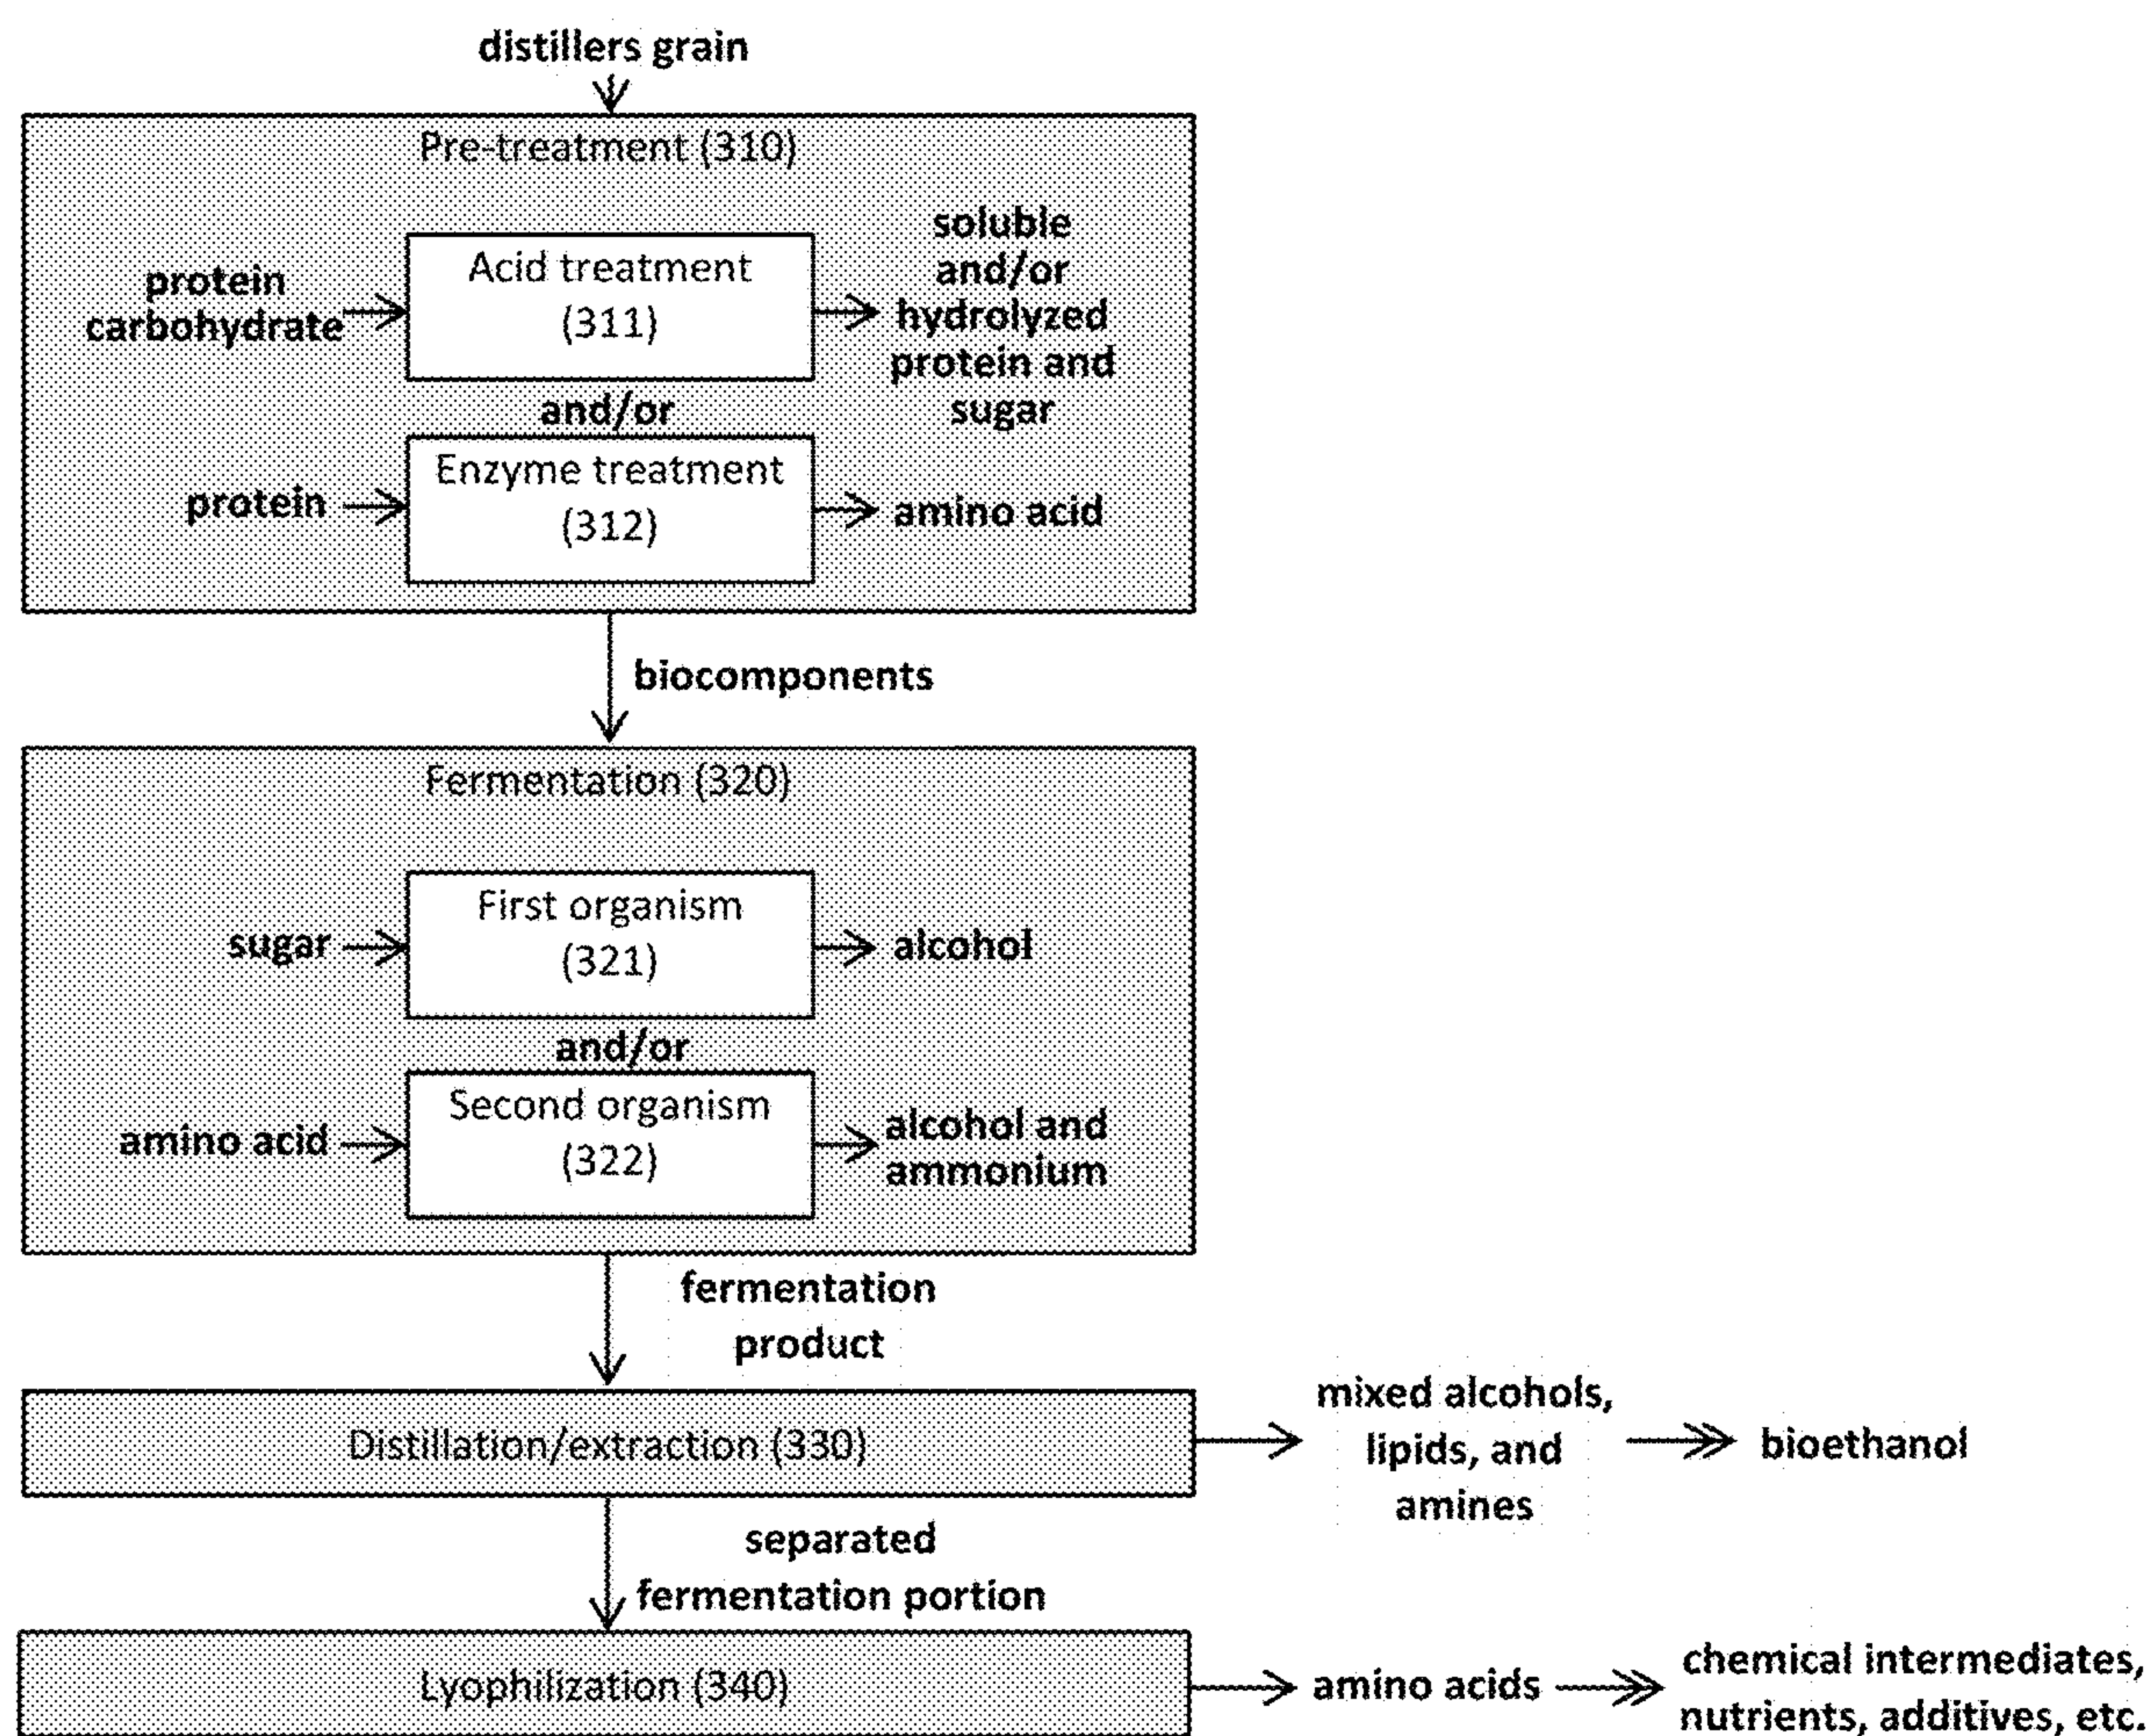 distillers grain
Pre-treatment (310)
protein
carbohydrate
Acid treatment
(311)
soluble
and/or
hydrolyzed
protein and
sugar
and/or
protein
Enzyme treatment
(312)
amino acid
biocomponents
Fermentation (320)
sugar
First organism
(321)
alcohol
and/or
amino acid
Second organism
(322)
alcohol and
ammonium
fermentation
product
Distillation/extraction (330)
mixed alcohols,
lipids, and
amines
bioethanol
separated
fermentation portion
Lyophilization (340)
amino acids
chemical intermediates,
nutrients, additives, etc.